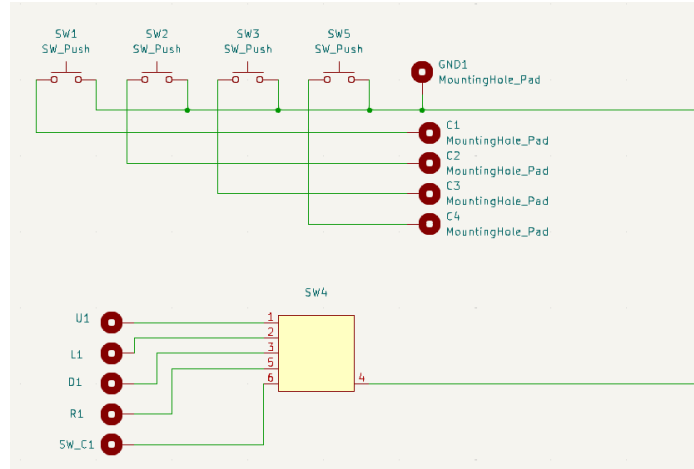 SW1 SW2 SW3 SW5
SW_Push SW_Push SW_Push SW_Push
GND1
MountingHole_Pad
C1
MountingHole_Pad
C2
MountingHole_Pad
C3
MountingHole_Pad
C4
MountingHole_Pad
SW4
U1 1
2
L1 3
D1 5
6 4
R1
SW_C1